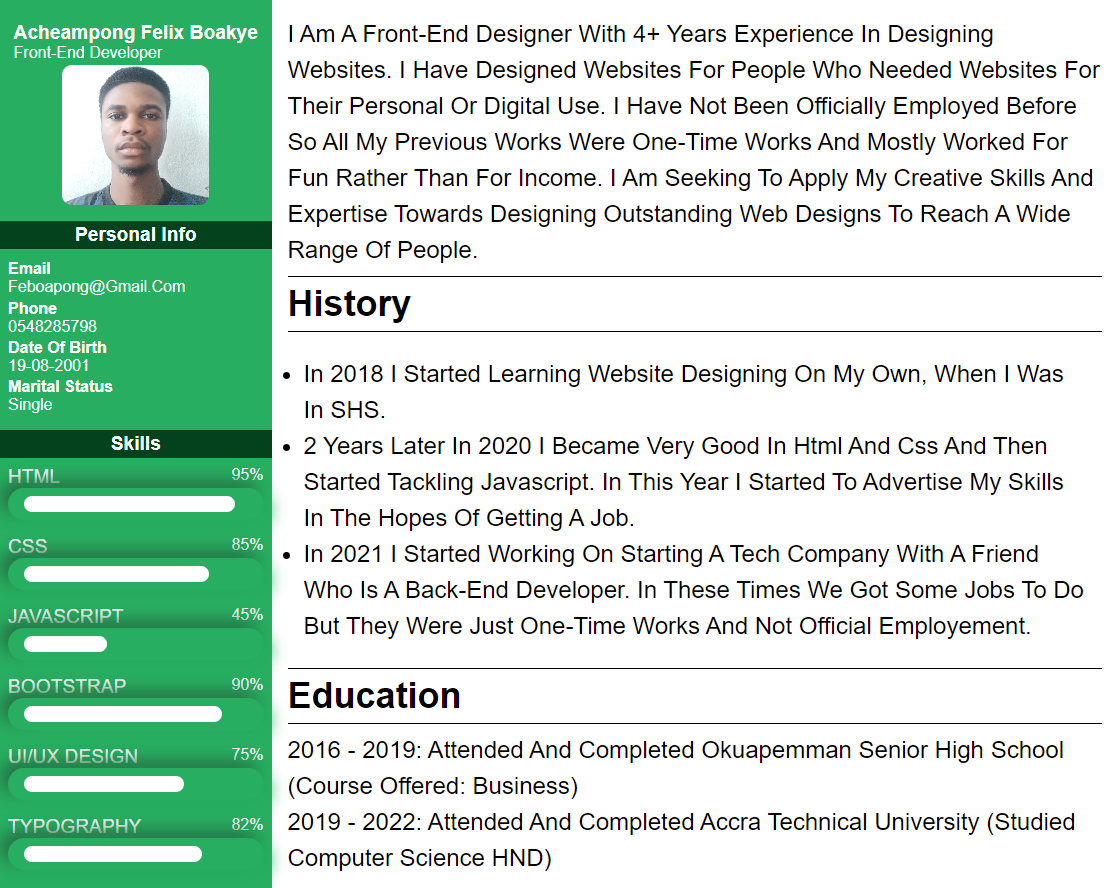 Acheampong Felix Boakye
Front-End Developer
Personal Info
Email
Feboapong@Gmail.Com
Phone
0548285798
Date Of Birth
19-08-2001
Marital Status
Single
Skills
HTML 95%
CSS 85%
JAVASCRIPT 45%
BOOTSTRAP 90%
UI/UX DESIGN 75%
TYPOGRAPHY 82%
I Am A Front-End Designer With 4+ Years Experience In Designing
Websites. I Have Designed Websites For People Who Needed Websites For
Their Personal Or Digital Use. I Have Not Been Officially Employed Before
So All My Previous Works Were One-Time Works And Mostly Worked For
Fun Rather Than For Income. I Am Seeking To Apply My Creative Skills And
Expertise Towards Designing Outstanding Web Designs To Reach A Wide
Range Of People.
History
• In 2018 I Started Learning Website Designing On My Own, When I Was
In SHS.
• 2 Years Later In 2020 I Became Very Good In Html And Css And Then
Started Tackling Javascript. In This Year I Started To Advertise My Skills
In The Hopes Of Getting A Job.
• In 2021 I Started Working On Starting A Tech Company With A Friend
Who Is A Back-End Developer. In These Times We Got Some Jobs To Do
But They Were Just One-Time Works And Not Official Employement.
Education
2016 - 2019: Attended And Completed Okuapemman Senior High School
(Course Offered: Business)
2019 - 2022: Attended And Completed Accra Technical University (Studied
Computer Science HND)